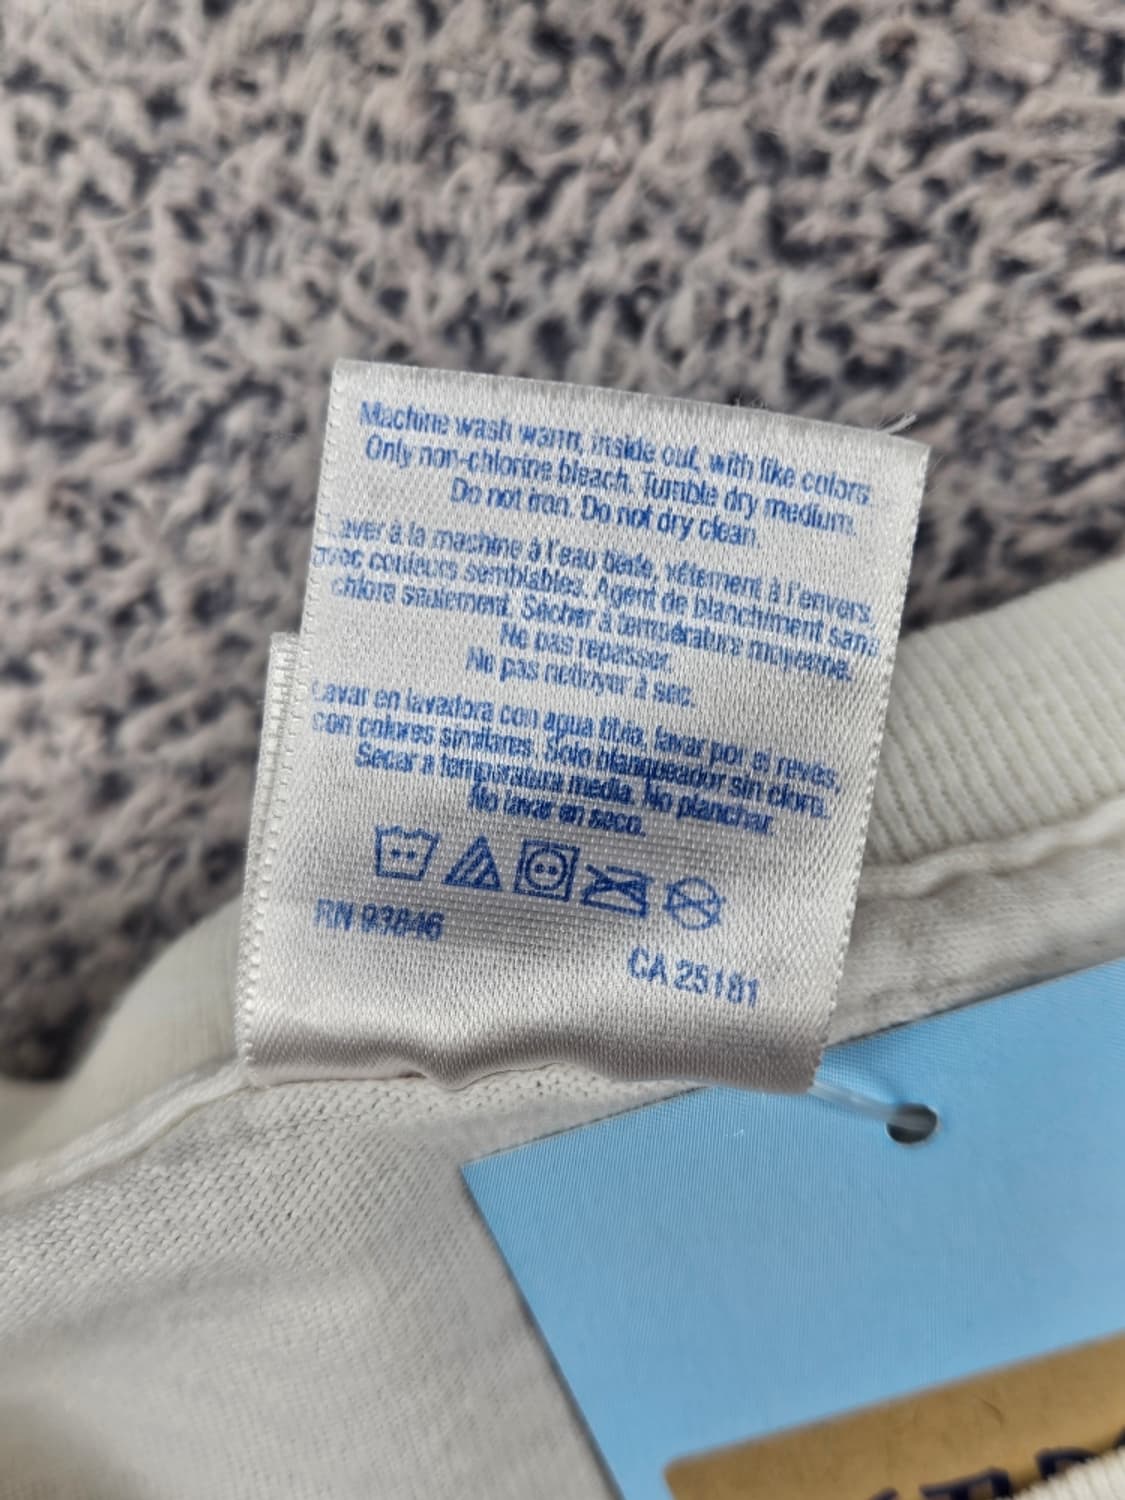 Machine wash warm, inside out, with like colors.
Only non-chlorine bleach. Tumble dry medium.
Do not iron. Do not dry clean.
Laver à la machine à l'eau tiède, vêtement à l'envers,
avec couleurs semblables. Agent de blanchiment sans
chlore seulement. Sécher à température moyenne.
Ne pas repasser.
Ne pas nettoyer à sec.
Lavar en lavadora con agua tibia, lavar por el reves,
con colores similares. Solo blanqueador sin cloro.
Secar a temperatura media. No planchar.
No lavar en seco.
RN 93846
CA 25181